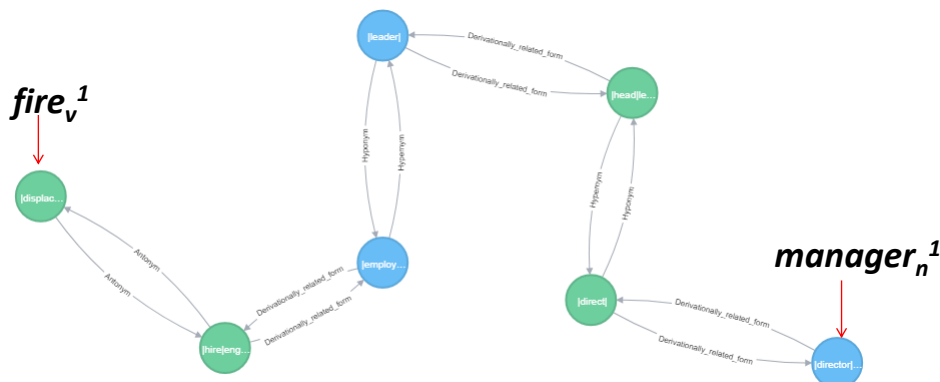 |leader|
Derivationally_related_form
Derivationally_related_form
|head|le...
fire_v^1
Hyponym
Hypernym
Hypernym
Hyponym
|displac...
Antonym
Antonym
|employ...
manager_n^1
Derivationally_related_form
Derivationally_related_form
|direct|
|hire|eng...
Derivationally_related_form
Derivationally_related_form
|director|...